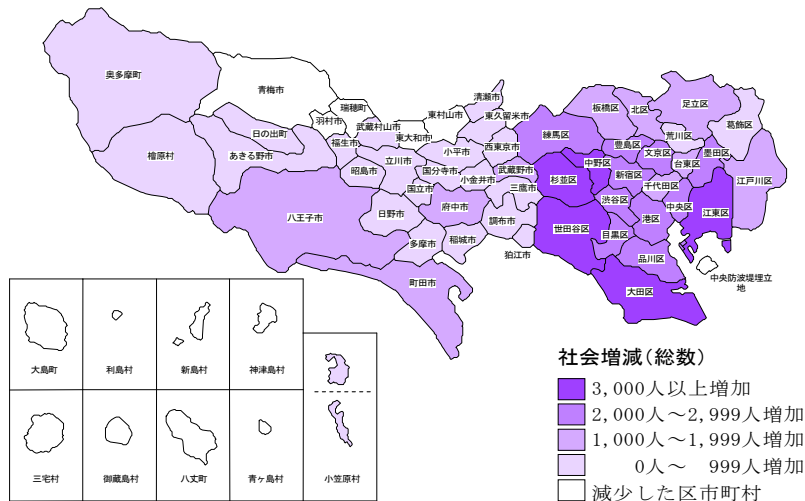 奥多摩町
青梅市
瑞穂町
羽村市
武蔵村山市
東大和市
東村山市
清瀬市
東久留米市
日の出町
檜原村
あきる野市
福生市
昭島市
立川市
国分寺市
小平市
小金井市
西東京市
武蔵野市
三鷹市
国立市
府中市
八王子市
日野市
多摩市
稲城市
調布市
狛江市
町田市
練馬区
板橋区
北区
足立区
荒川区
葛飾区
豊島区
文京区
台東区
墨田区
中野区
杉並区
新宿区
千代田区
江戸川区
渋谷区
中央区
江東区
世田谷区
目黒区
港区
品川区
大田区
中央防波堤埋立
地
大島町
利島村
新島村
神津島村
三宅村
御蔵島村
八丈町
青ヶ島村
小笠原村
社会増減(総数)
3,000人以上増加
2,000人～2,999人増加
1,000人～1,999人増加
0人～ 999人増加
減少した区市町村